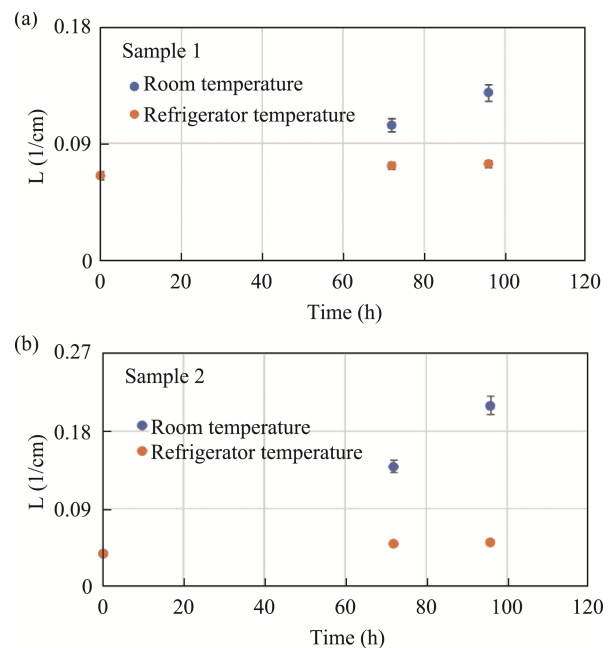 (a)
0.18
Sample 1
Room temperature
Refrigerator temperature
L (1/cm)
0.09
0
0 20 40 60 80 100 120
Time (h)
(b)
0.27
Sample 2
Room temperature
Refrigerator temperature
L (1/cm)
0.18
0.09
0
0 20 40 60 80 100 120
Time (h)